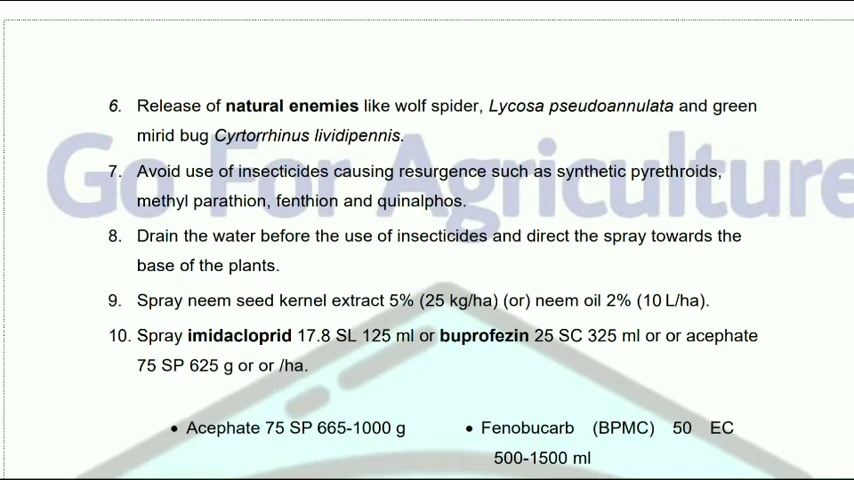 Go For Agriculture
6. Release of natural enemies like wolf spider, Lycosa pseudoannulata and green
mirid bug Cyrtorrhinus lividipennis.
7. Avoid use of insecticides causing resurgence such as synthetic pyrethroids,
methyl parathion, fenthion and quinalphos.
8. Drain the water before the use of insecticides and direct the spray towards the
base of the plants.
9. Spray neem seed kernel extract 5% (25 kg/ha) (or) neem oil 2% (10 L/ha).
10. Spray imidacloprid 17.8 SL 125 ml or buprofezin 25 SC 325 ml or or acephate
75 SP 625 g or or /ha.
• Acephate 75 SP 665-1000 g
• Fenobucarb (BPMC) 50 EC
500-1500 ml